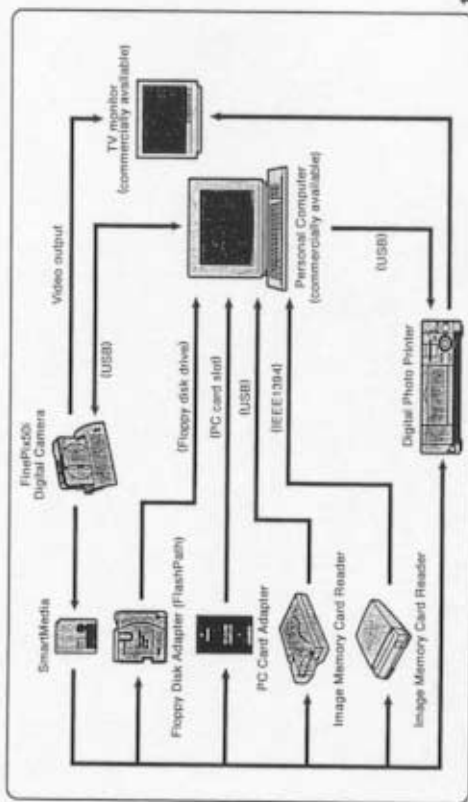 SmartMedia
FinePix50i
Digital Camera
Video output
TV monitor
(commercially available)
(USB)
Floppy Disk Adapter (FlashPath)
(Floppy disk drive)
PC Card Adapter
(PC card slot)
Personal Computer
(commercially available)
Image Memory Card Reader
(USB)
(IEEE1394)
Image Memory Card Reader
(USB)
Digital Photo Printer